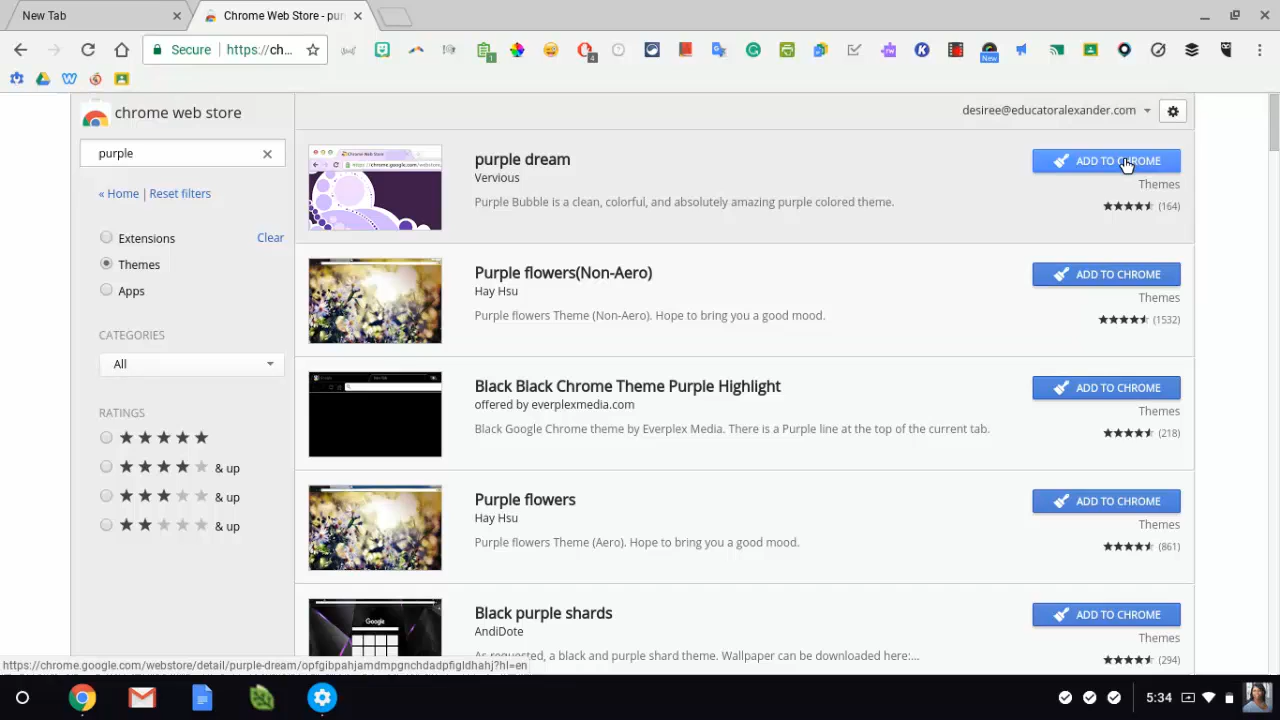 New Tab
Chrome Web Store - pur
Secure
https://ch...
1
4
New
chrome web store
desiree@educatoralexander.com
purple
« Home | Reset filters
Extensions
Clear
Themes
Apps
CATEGORIES
All
RATINGS
& up
& up
& up
purple dream
Vervious
Purple Bubble is a clean, colorful, and absolutely amazing purple colored theme.
ADD TO CHROME
Themes
(164)
Purple flowers(Non-Aero)
Hay Hsu
Purple flowers Theme (Non-Aero). Hope to bring you a good mood.
ADD TO CHROME
Themes
(1532)
Black Black Chrome Theme Purple Highlight
offered by everplexmedia.com
Black Google Chrome theme by Everplex Media. There is a Purple line at the top of the current tab.
ADD TO CHROME
Themes
(218)
Purple flowers
Hay Hsu
Purple flowers Theme (Aero). Hope to bring you a good mood.
ADD TO CHROME
Themes
(861)
Google
Black purple shards
AndiDote
As requested, a black and purple shard theme. Wallpaper can be downloaded here:...
ADD TO CHROME
Themes
(294)
https://chrome.google.com/webstore/detail/purple-dream/opfgibpahjamdmpgnchdadpfigldhahj?hl=en
5:34